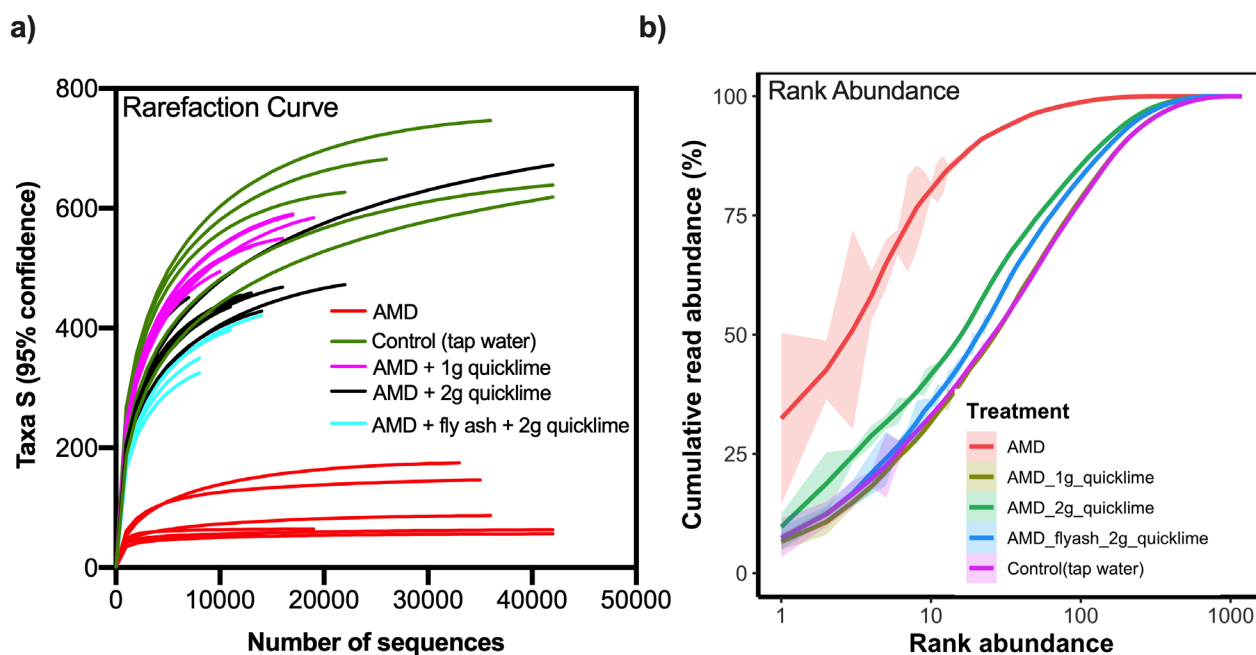 a)
Rarefaction Curve
Taxa S (95% confidence)
800
600
400
200
0
AMD
Control (tap water)
AMD + 1g quicklime
AMD + 2g quicklime
AMD + fly ash + 2g quicklime
0 10000 20000 30000 40000 50000
Number of sequences
b)
Rank Abundance
Cumulative read abundance (%)
100
75
50
25
0
Treatment
AMD
AMD_1g_quicklime
AMD_2g_quicklime
AMD_flyash_2g_quicklime
Control(tap water)
1 10 100 1000
Rank abundance